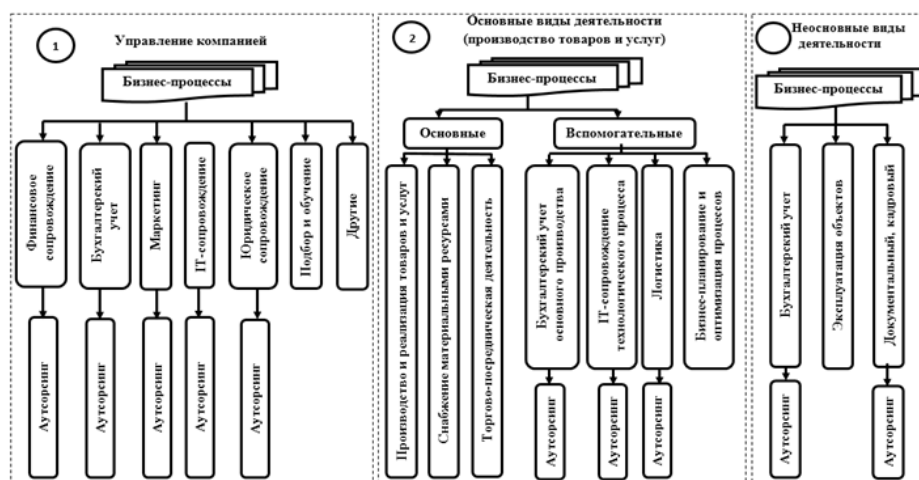 1
Управление компанией
Бизнес-процессы
Финансовое
сопровождение
Бухгалтерский
учет
Маркетинг
IT-сопровождение
Юридическое
сопровождение
Подбор и обучение
Другие
Аутсорсинг
Аутсорсинг
Аутсорсинг
Аутсорсинг
Аутсорсинг
2
Основные виды деятельности
(производство товаров и услуг)
Бизнес-процессы
Основные
Вспомогательные
Производство и реализация товаров и услуг
Снабжение материальными ресурсами
Торгово-посредническая деятельность
Бухгалтерский учет
основного производства
IT-сопровождение
технологического процесса
Логистика
Бизнес-планирование и
оптимизация процессов
Аутсорсинг
Аутсорсинг
Аутсорсинг
Неосновные виды
деятельности
Бизнес-процессы
Бухгалтерский учет
Эксплуатация объектов
Документальный, кадровый
Аутсорсинг
Аутсорсинг